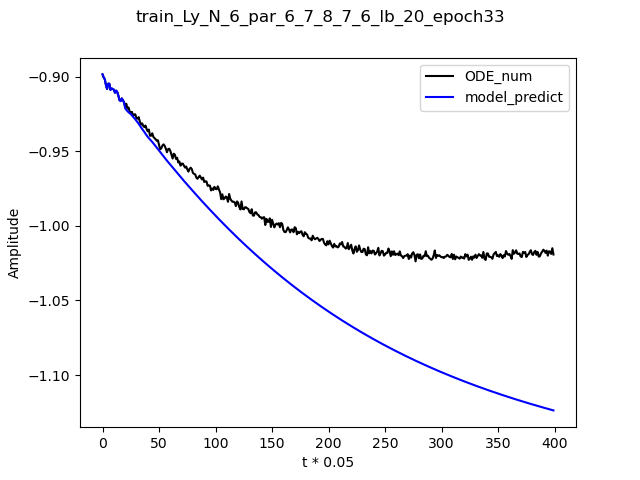 train_Ly_N_6_par_6_7_8_7_6_lb_20_epoch33
ODE_num
model_predict
Amplitude
−0.90
−0.95
−1.00
−1.05
−1.10
0 50 100 150 200 250 300 350 400
t * 0.05